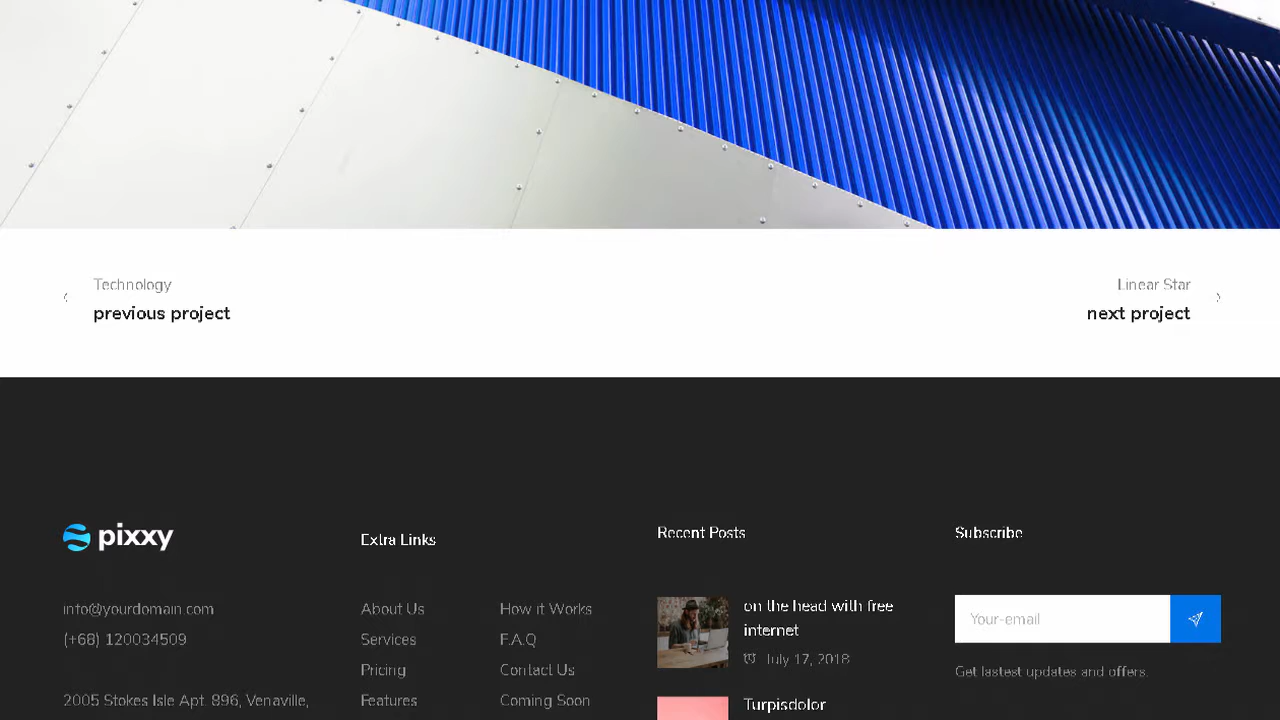 Technology
previous project
Linear Star
next project
pixxy
info@yourdomain.com
(+68) 120034509
2005 Stokes Isle Apt. 896, Venaville,
Extra Links
About Us
Services
Pricing
Features
How it Works
F.A.Q
Contact Us
Coming Soon
Recent Posts
on the head with free
internet
July 17, 2018
Turpisdolor
Subscribe
Your-email
Get lastest updates and offers.